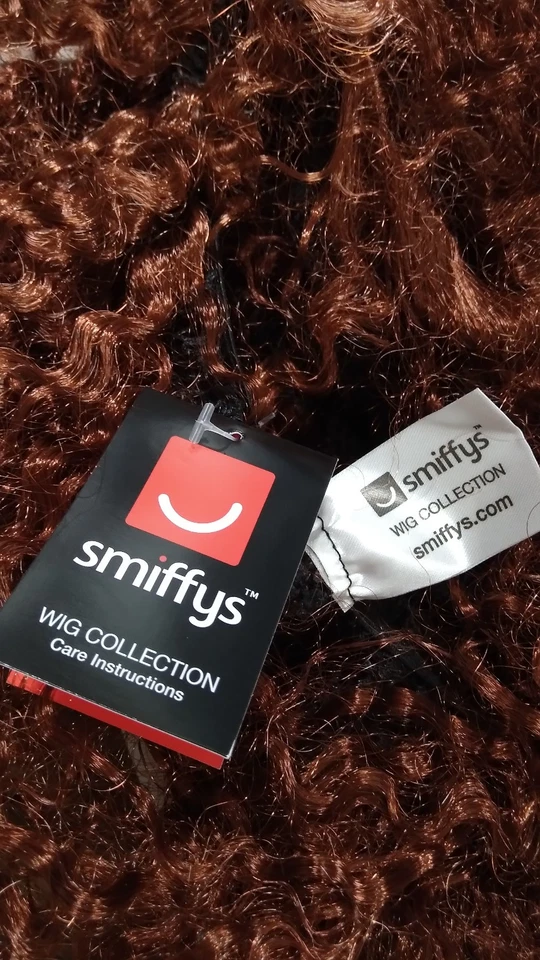 smiffys™
WIG COLLECTION
Care Instructions
smiffys™
WIG COLLECTION
smiffys.com